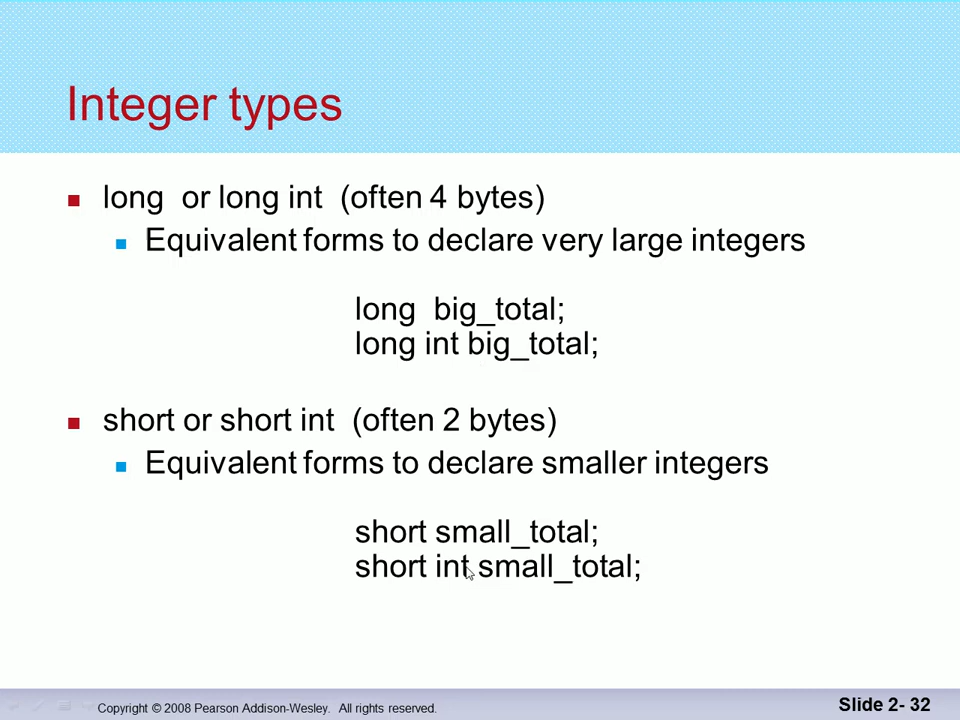 Integer types
long or long int (often 4 bytes)
Equivalent forms to declare very large integers
long big_total;
long int big_total;
short or short int (often 2 bytes)
Equivalent forms to declare smaller integers
short small_total;
short int small_total;
Copyright © 2008 Pearson Addison-Wesley. All rights reserved.
Slide 2- 32